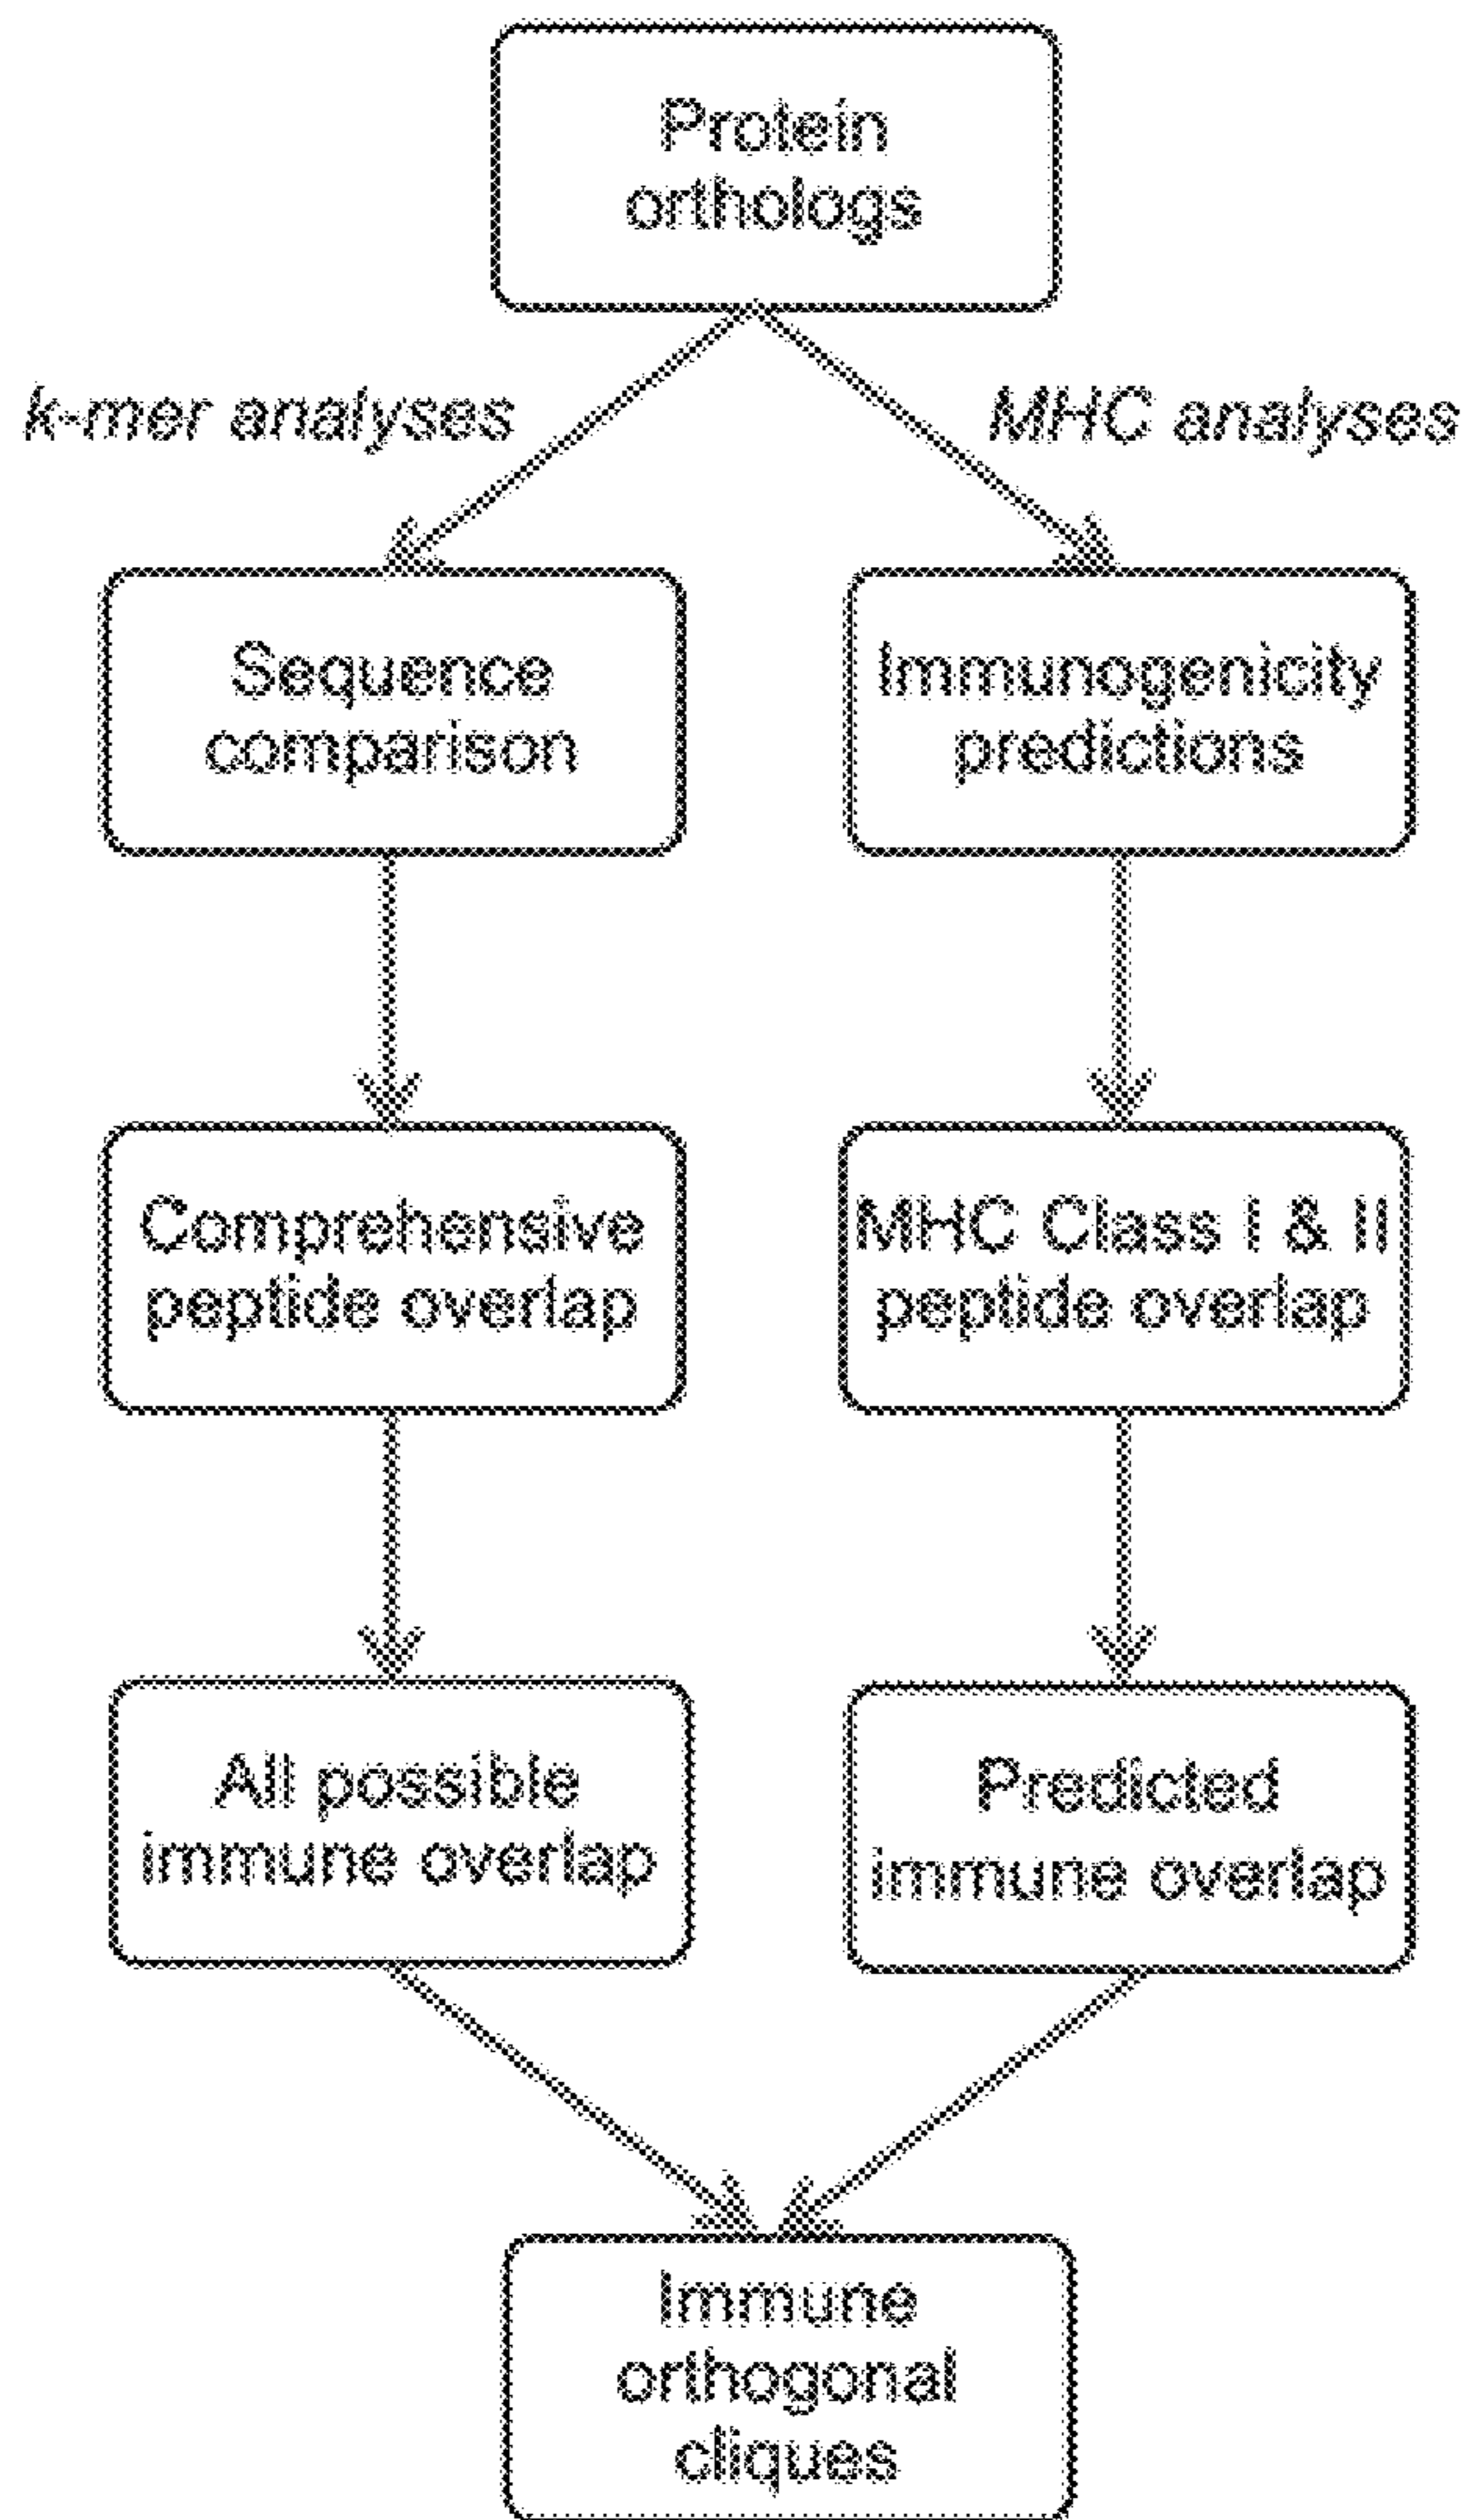 Protein
orthologs
k-mer analyses
MHC analyses
Sequence
comparison
Immunogenicity
predictions
Comprehensive
peptide overlap
MHC Class I & II
peptide overlap
All possible
immune overlap
Predicted
immune overlap
Immune
orthogonal
cliques